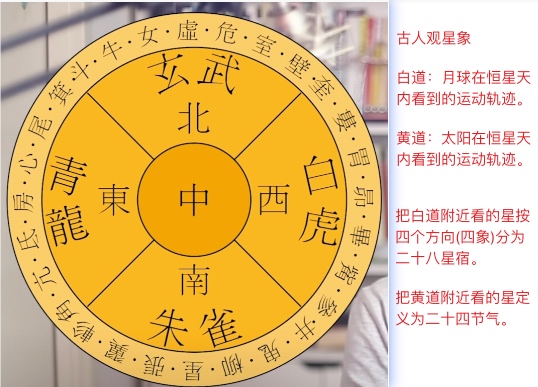 角·亢·氐·房·心·尾·箕·斗·牛·女·虛·危·室·壁·奎·婁·胃·昴·畢·觜·參·井·鬼·柳·星·張·翼·軫
玄武
北
青龍
東
中
西
白虎
南
朱雀
古人观星象
白道：月球在恒星天
内看到的运动轨迹。
黄道：太阳在恒星天
内看到的运动轨迹。
把白道附近看的星按
四个方向(四象)分为
二十八星宿。
把黄道附近看的星定
义为二十四节气。